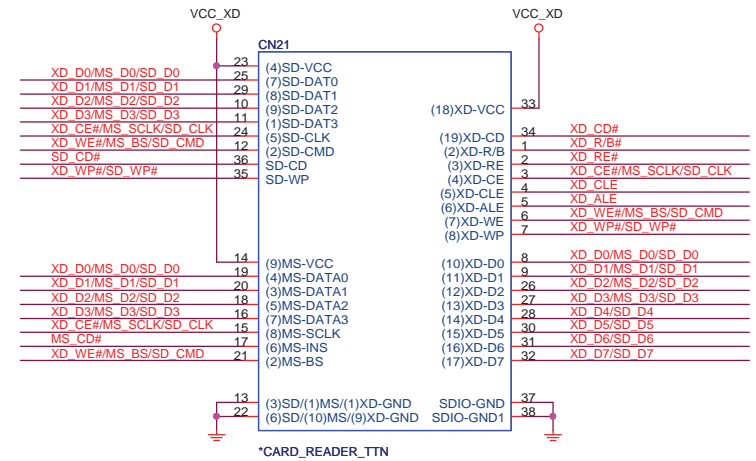 VCC_XD VCC_XD
CN21
23 (4)SD-VCC
XD_D0/MS_D0/SD_D0 25 (7)SD-DAT0
XD_D1/MS_D1/SD_D1 29 (8)SD-DAT1
XD_D2/MS_D2/SD_D2 10 (9)SD-DAT2
XD_D3/MS_D3/SD_D3 11 (1)SD-DAT3
XD_CE#/MS_SCLK/SD_CLK 24 (5)SD-CLK
XD_WE#/MS_BS/SD_CMD 12 (2)SD-CMD
SD_CD# 36 SD-CD
XD_WP#/SD_WP# 35 SD-WP
14 (9)MS-VCC
XD_D0/MS_D0/SD_D0 19 (4)MS-DATA0
XD_D1/MS_D1/SD_D1 20 (3)MS-DATA1
XD_D2/MS_D2/SD_D2 18 (5)MS-DATA2
XD_D3/MS_D3/SD_D3 16 (7)MS-DATA3
XD_CE#/MS_SCLK/SD_CLK 15 (8)MS-SCLK
MS_CD# 17 (6)MS-INS
XD_WE#/MS_BS/SD_CMD 21 (2)MS-BS
13 (3)SD/(1)MS/(1)XD-GND
22 (6)SD/(10)MS/(9)XD-GND
(18)XD-VCC 33
(19)XD-CD 34 XD_CD#
(2)XD-R/B 1 XD_R/B#
(3)XD-RE 2 XD_RE#
(4)XD-CE 3 XD_CE#/MS_SCLK/SD_CLK
(5)XD-CLE 4 XD_CLE
(6)XD-ALE 5 XD_ALE
(7)XD-WE 6 XD_WE#/MS_BS/SD_CMD
(8)XD-WP 7 XD_WP#/SD_WP#
(10)XD-D0 8 XD_D0/MS_D0/SD_D0
(11)XD-D1 9 XD_D1/MS_D1/SD_D1
(12)XD-D2 26 XD_D2/MS_D2/SD_D2
(13)XD-D3 27 XD_D3/MS_D3/SD_D3
(14)XD-D4 28 XD_D4/SD_D4
(15)XD-D5 30 XD_D5/SD_D5
(16)XD-D6 31 XD_D6/SD_D6
(17)XD-D7 32 XD_D7/SD_D7
SDIO-GND 37
SDIO-GND1 38
*CARD_READER_TTN